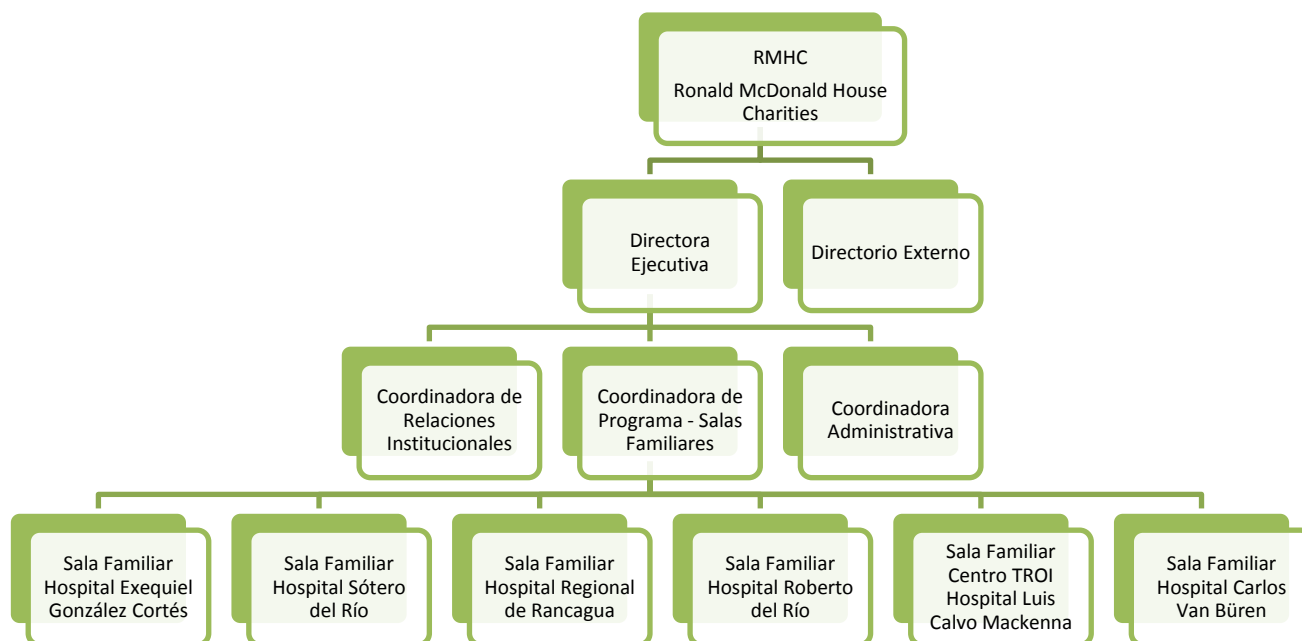 RMHC
Ronald McDonald House
Charities
Directora
Ejecutiva
Directorio Externo
Coordinadora de
Relaciones
Institucionales
Coordinadora de
Programa - Salas
Familiares
Coordinadora
Administrativa
Sala Familiar
Hospital Exequiel
González Cortés
Sala Familiar
Hospital Sótero
del Río
Sala Familiar
Hospital Regional
de Rancagua
Sala Familiar
Hospital Roberto
del Río
Sala Familiar
Centro TROI
Hospital Luis
Calvo Mackenna
Sala Familiar
Hospital Carlos
Van Büren